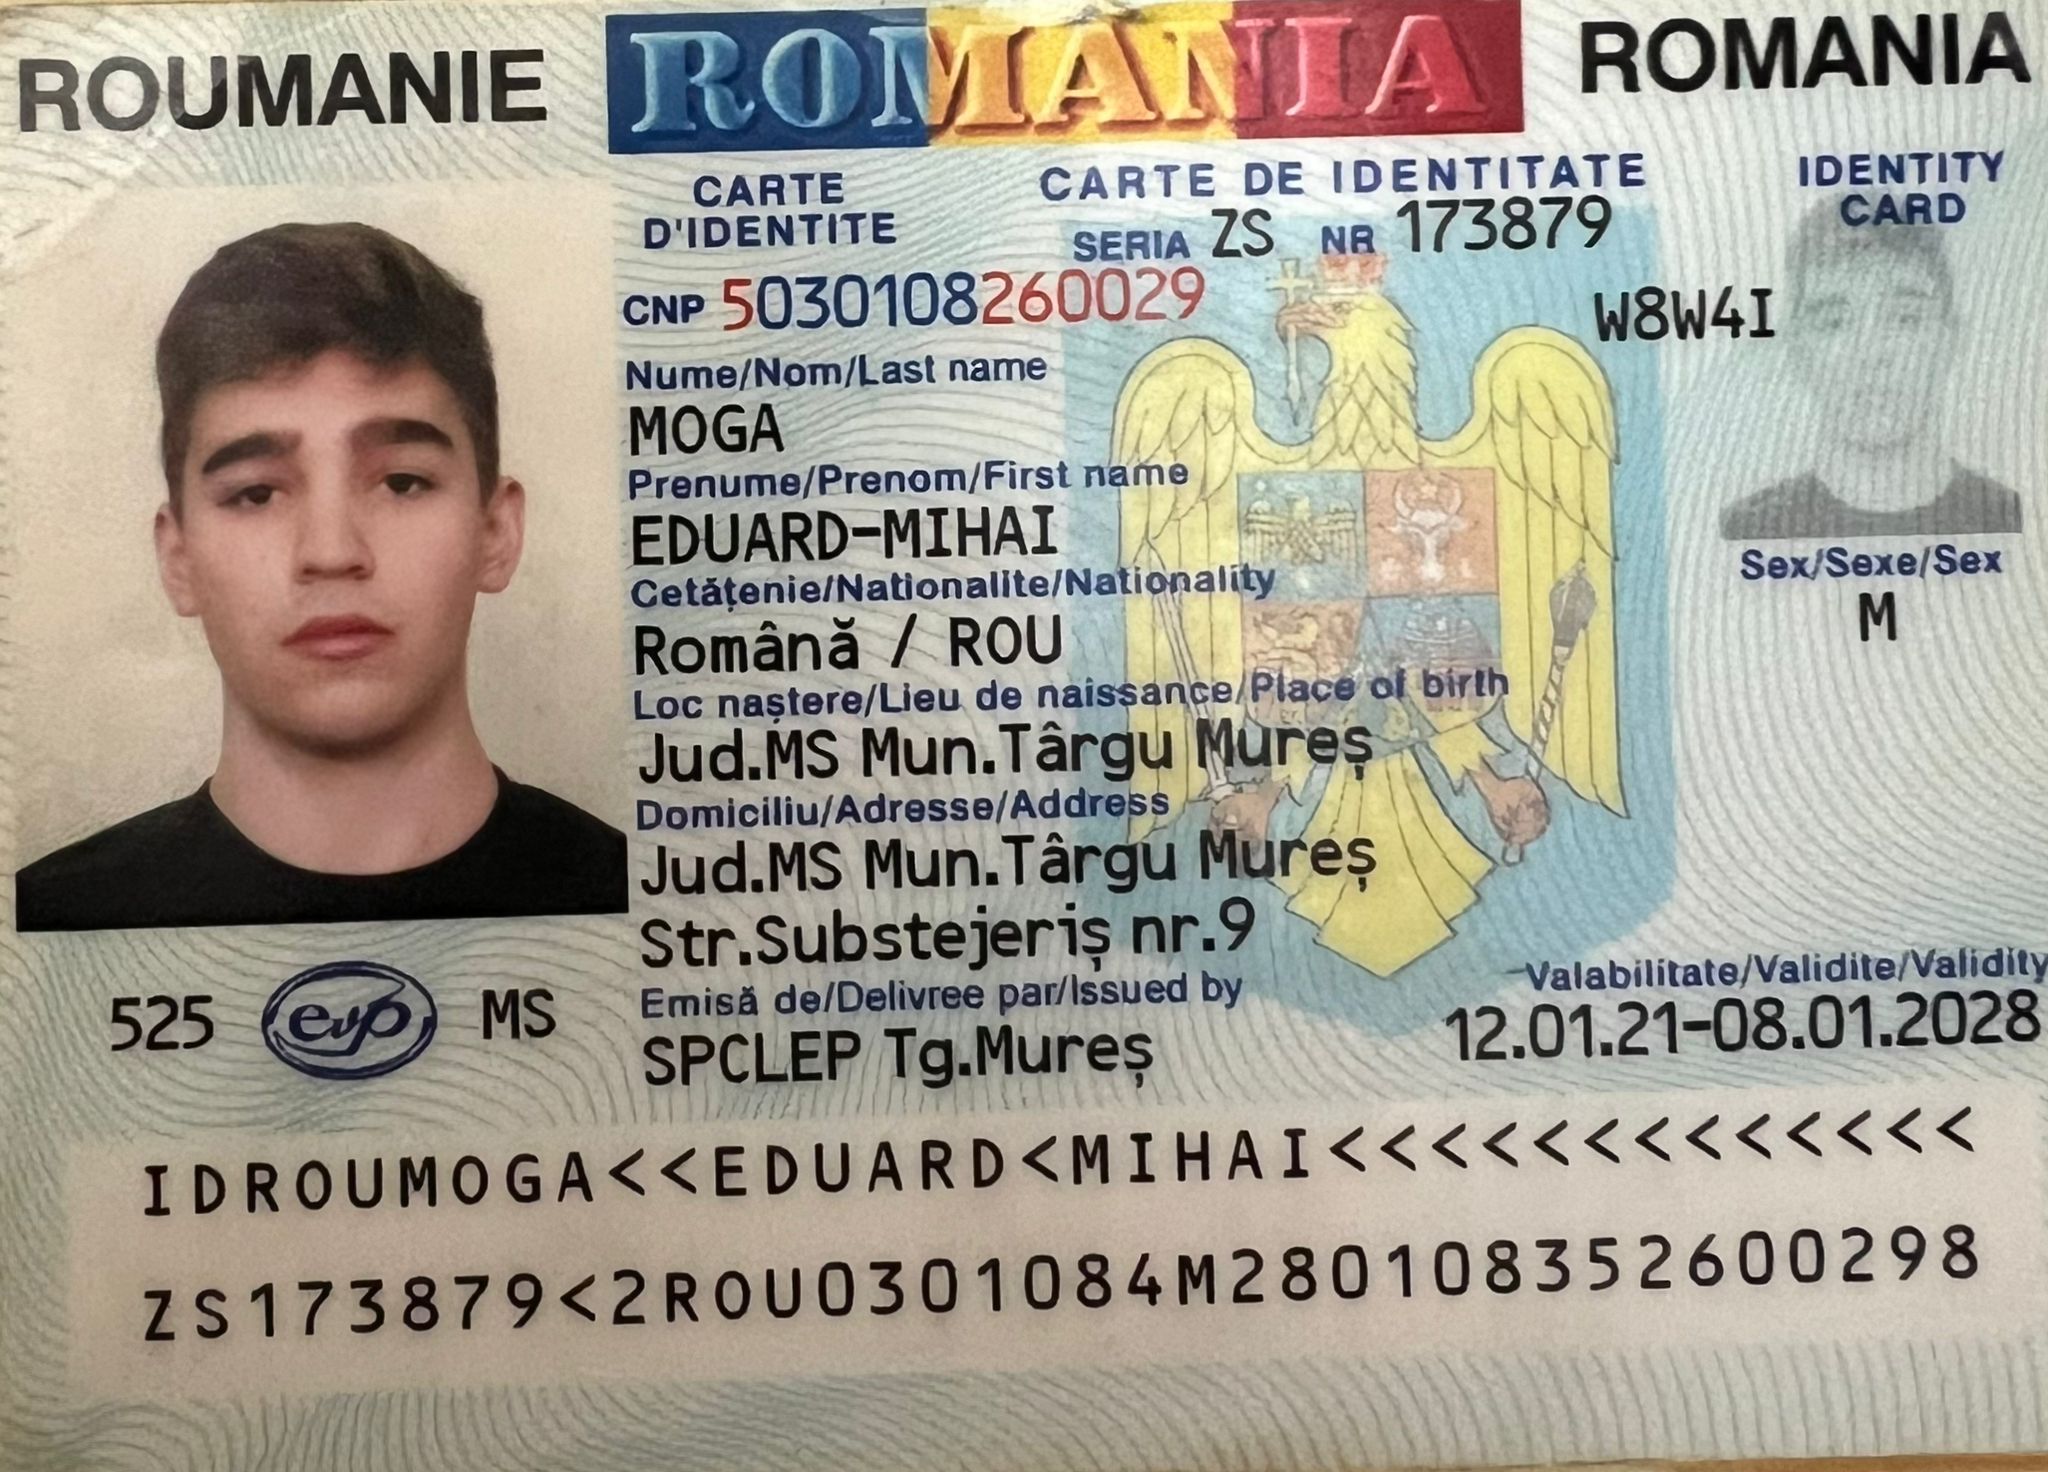 ROUMANIE ROMANIA ROMANIA
CARTE D'IDENTITE
CARTE DE IDENTITATE
IDENTITY CARD
SERIA ZS NR 173879
CNP 5030108260029
W8W4I
Nume/Nom/Last name
MOGA
Prenume/Prenom/First name
EDUARD-MIHAI
Cetățenie/Nationalite/Nationality
Română / ROU
Sex/Sexe/Sex
M
Loc naștere/Lieu de naissance/Place of birth
Jud.MS Mun.Târgu Mureș
Domiciliu/Adresse/Address
Jud.MS Mun.Târgu Mureș
Str.Substejeriș nr.9
Emisă de/Delivree par/Issued by
SPCLEP Tg.Mureș
Valabilitate/Validite/Validity
12.01.21-08.01.2028
525 evp MS
IDROUMOGA<<EDUARD<MIHAI<<<<<<<<<<<<<
ZS173879<2ROU0301084M280108352600298